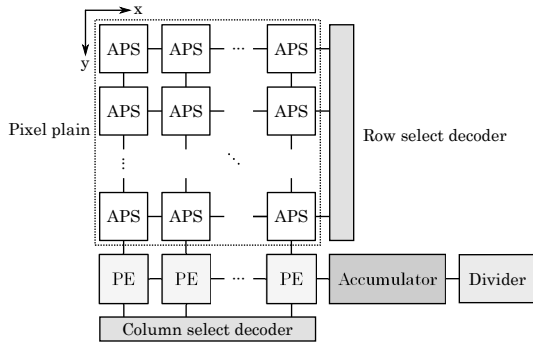 x
y
APS APS ... APS
APS APS APS
Pixel plain
Row select decoder
...
APS APS APS
PE PE ... PE Accumulator Divider
Column select decoder